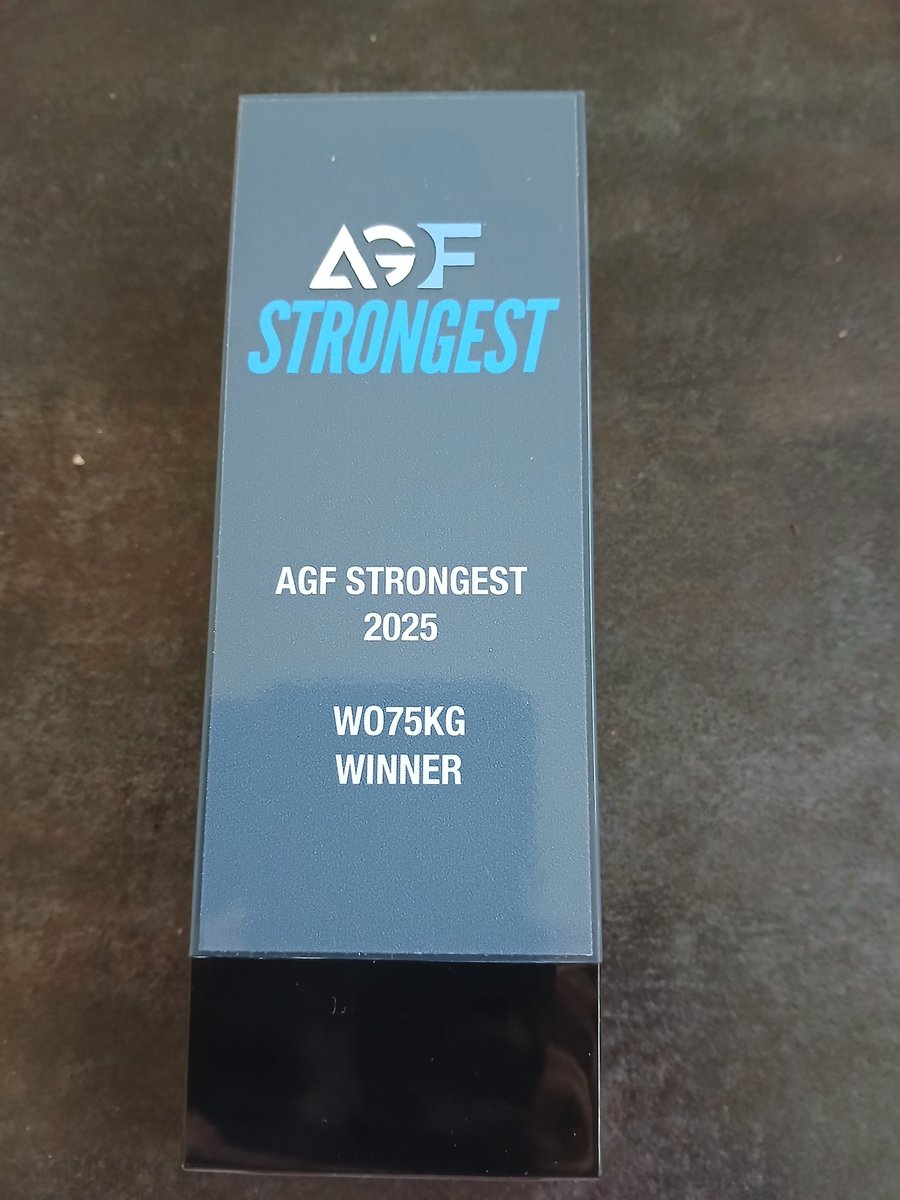 AGF
STRONGEST
AGF STRONGEST
2025
WO75KG
WINNER